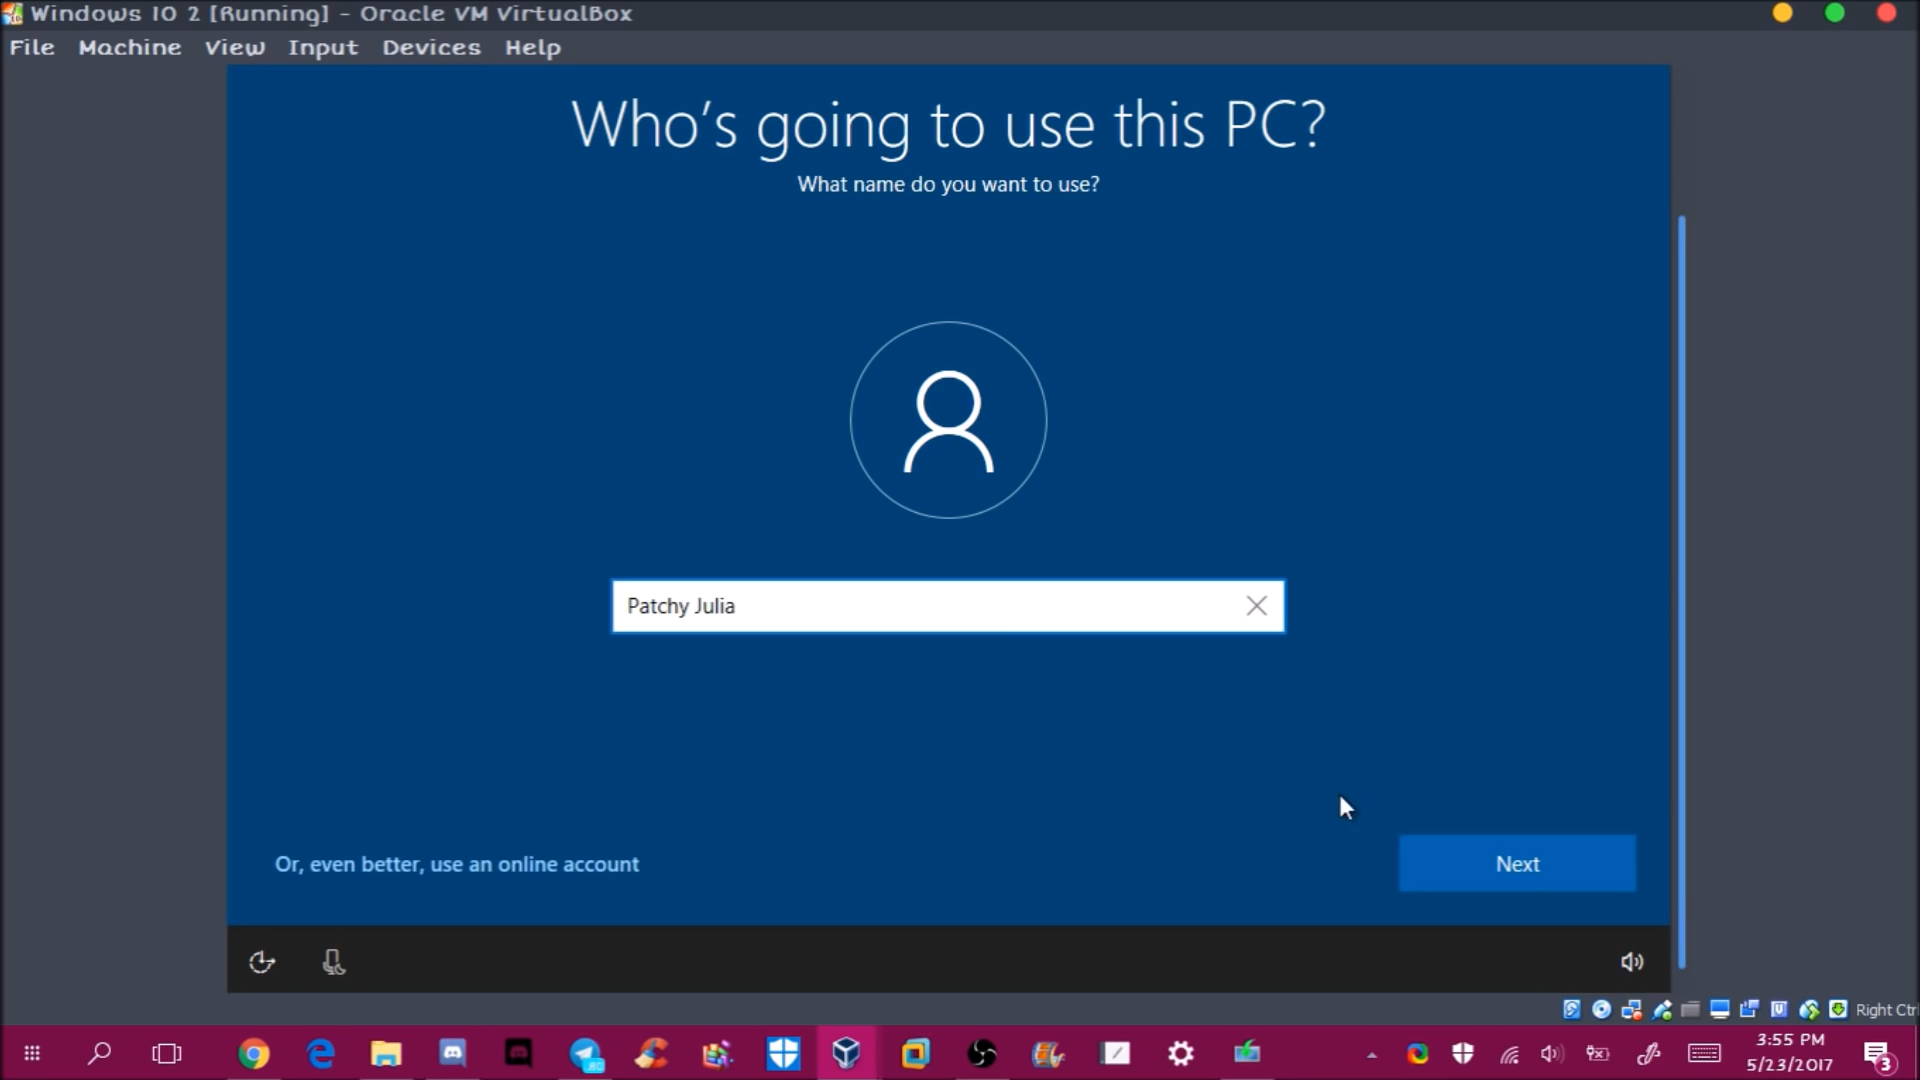 Windows 10 2 [Running] - Oracle VM VirtualBox
File Machine View Input Devices Help
Who's going to use this PC?
What name do you want to use?
Patchy Julia
Or, even better, use an online account
Next
Right Ctrl
3:55 PM
5/23/2017
3